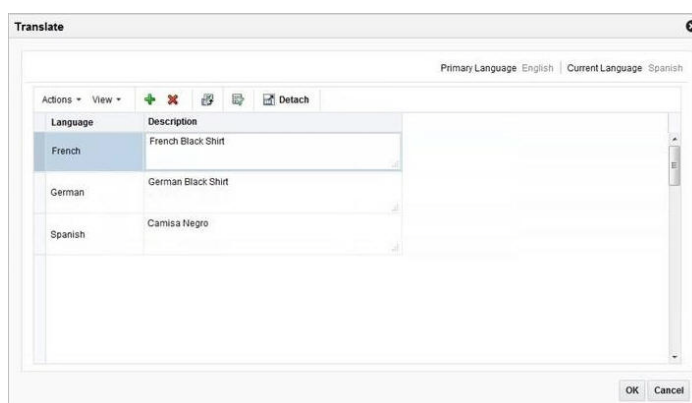 Translate
Primary Language English | Current Language Spanish
Actions View Detach
Language Description
French French Black Shirt
German German Black Shirt
Spanish Camisa Negro
OK Cancel